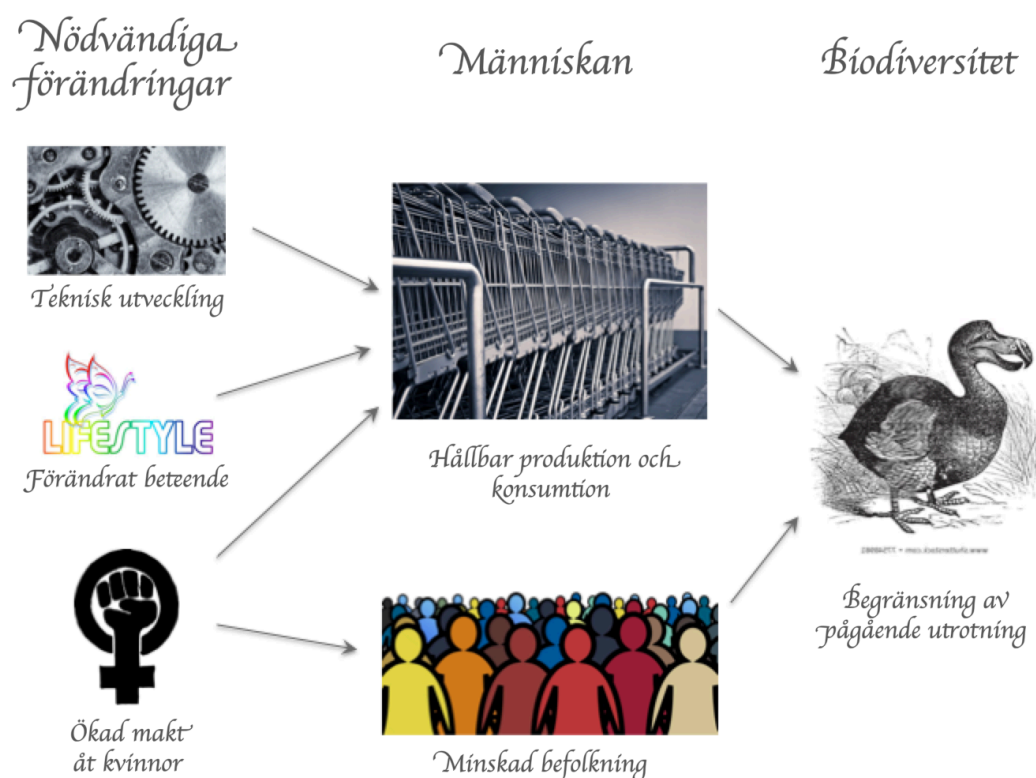 Nödvändiga
förändringar
Människan
Biodiversitet
Teknisk utveckling
LIFESTYLE
Förändrat beteende
Ökad makt
åt kvinnor
Hållbar produktion och
konsumtion
Minskad befolkning
Begränsning av
pågående utrotning